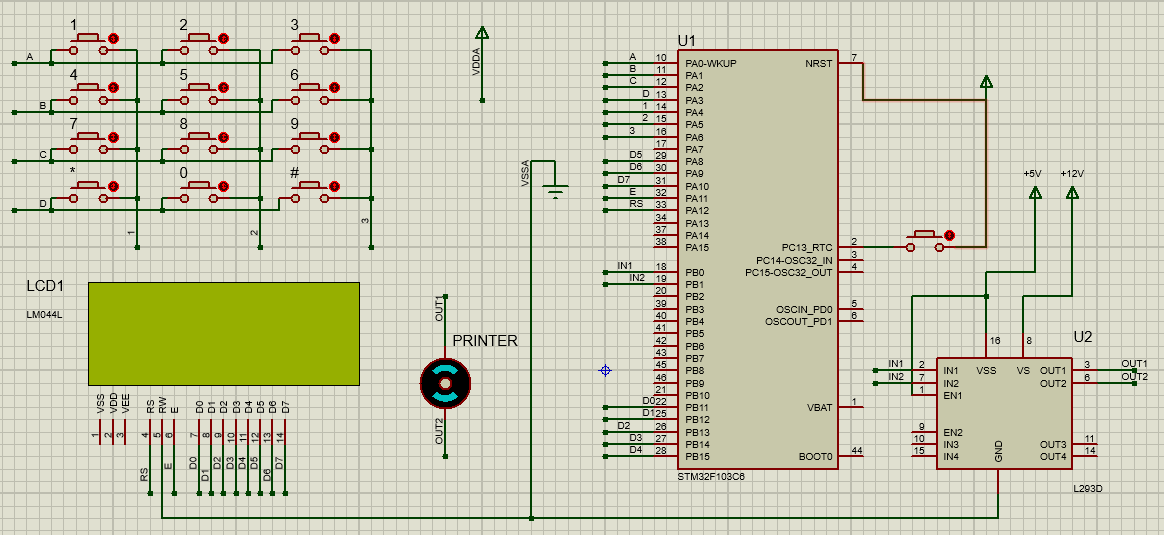 1 2 3
A
4 5 6
B
7 8 9
C
* 0 #
D
1 2 3
VDDA
VSSA
U1
A 10 PA0-WKUP
B 11 PA1
C 12 PA2
D 13 PA3
1 14 PA4
2 15 PA5
3 16 PA6
17 PA7
D5 29 PA8
D6 30 PA9
D7 31 PA10
E 32 PA11
RS 33 PA12
34 PA13
37 PA14
38 PA15
IN1 18 PB0
IN2 19 PB1
20 PB2
39 PB3
40 PB4
41 PB5
42 PB6
43 PB7
45 PB8
46 PB9
21 PB10
D0 22 PB11
D1 25 PB12
D2 26 PB13
D3 27 PB14
D4 28 PB15
NRST 7
PC13_RTC 2
PC14-OSC32_IN 3
PC15-OSC32_OUT 4
OSCIN_PD0 5
OSCOUT_PD1 6
VBAT 1
BOOT0 44
STM32F103C6
LCD1
LM044L
VSS VDD VEE RS RW E D0 D1 D2 D3 D4 D5 D6 D7
1 2 3 4 5 6 7 8 9 10 11 12 13 14
RS E D0 D1 D2 D3 D4 D5 D6 D7
OUT1
PRINTER
OUT2
+5V +12V
U2
16 8
IN1 2 IN1 VSS VS OUT1 3 OUT1
IN2 7 IN2 OUT2 6 OUT2
1 EN1
9 EN2
10 IN3 OUT3 11
15 IN4 OUT4 14
GND
L293D